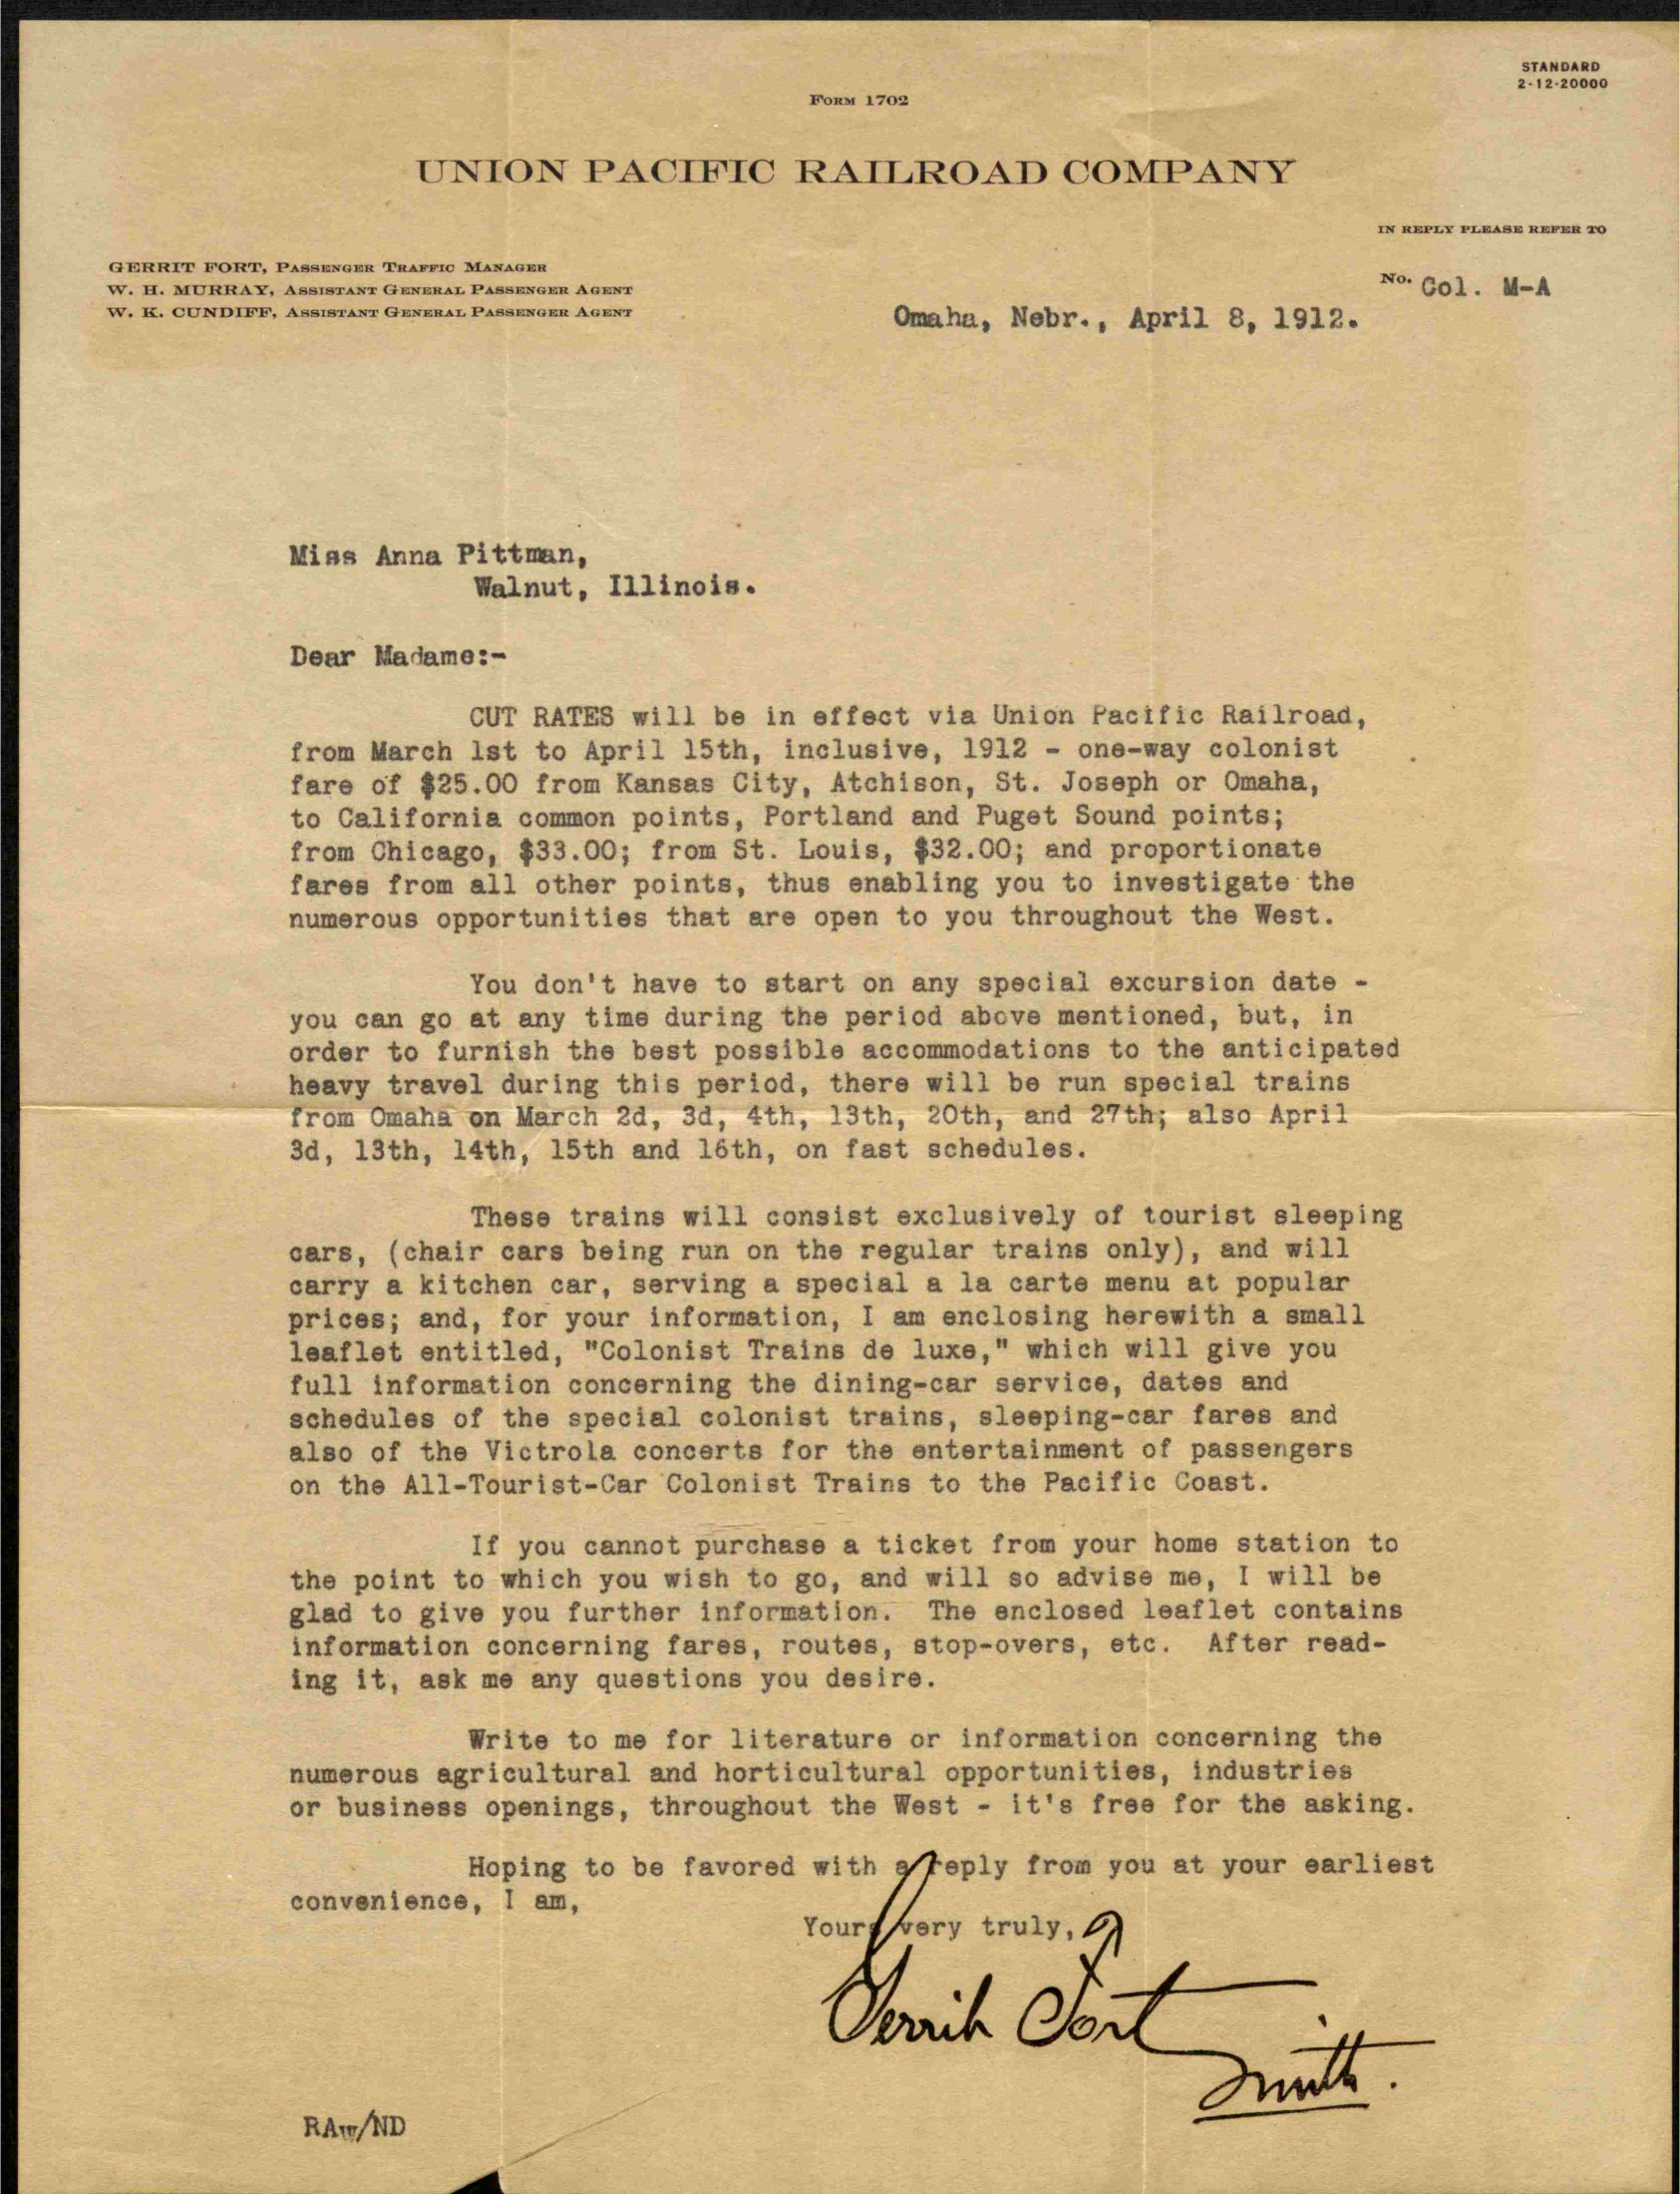 STANDARD
2-12-20000
FORM 1702
UNION PACIFIC RAILROAD COMPANY
IN REPLY PLEASE REFER TO
GERRIT FORT, PASSENGER TRAFFIC MANAGER
W. H. MURRAY, ASSISTANT GENERAL PASSENGER AGENT
W. K. CUNDIFF, ASSISTANT GENERAL PASSENGER AGENT
No. Col. M-A
Omaha, Nebr., April 8, 1912.
Miss Anna Pittman,
Walnut, Illinois.
Dear Madame:-
CUT RATES will be in effect via Union Pacific Railroad,
from March 1st to April 15th, inclusive, 1912 - one-way colonist
fare of $25.00 from Kansas City, Atchison, St. Joseph or Omaha,
to California common points, Portland and Puget Sound points;
from Chicago, $33.00; from St. Louis, $32.00; and proportionate
fares from all other points, thus enabling you to investigate the
numerous opportunities that are open to you throughout the West.
You don't have to start on any special excursion date -
you can go at any time during the period above mentioned, but, in
order to furnish the best possible accommodations to the anticipated
heavy travel during this period, there will be run special trains
from Omaha on March 2d, 3d, 4th, 13th, 20th, and 27th; also April
3d, 13th, 14th, 15th and 16th, on fast schedules.
These trains will consist exclusively of tourist sleeping
cars, (chair cars being run on the regular trains only), and will
carry a kitchen car, serving a special a la carte menu at popular
prices; and, for your information, I am enclosing herewith a small
leaflet entitled, "Colonist Trains de luxe," which will give you
full information concerning the dining-car service, dates and
schedules of the special colonist trains, sleeping-car fares and
also of the Victrola concerts for the entertainment of passengers
on the All-Tourist-Car Colonist Trains to the Pacific Coast.
If you cannot purchase a ticket from your home station to
the point to which you wish to go, and will so advise me, I will be
glad to give you further information. The enclosed leaflet contains
information concerning fares, routes, stop-overs, etc. After read-
ing it, ask me any questions you desire.
Write to me for literature or information concerning the
numerous agricultural and horticultural opportunities, industries
or business openings, throughout the West - it's free for the asking.
Hoping to be favored with a reply from you at your earliest
convenience, I am,
Yours very truly,
Gerrit Fort
Smith.
RAW/ND